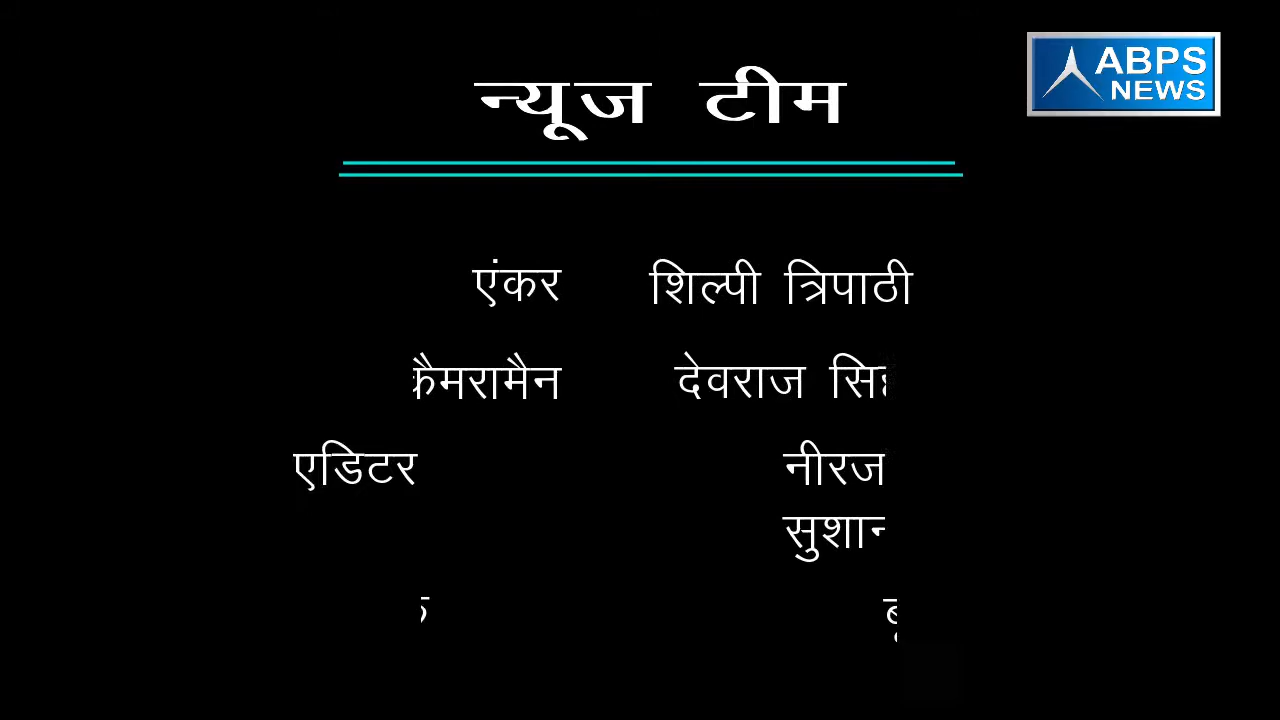 ABPS
NEWS
न्यूज टीम
एंकर शिल्पी त्रिपाठी
कैमरामैन देवराज
एडिटर नीरज